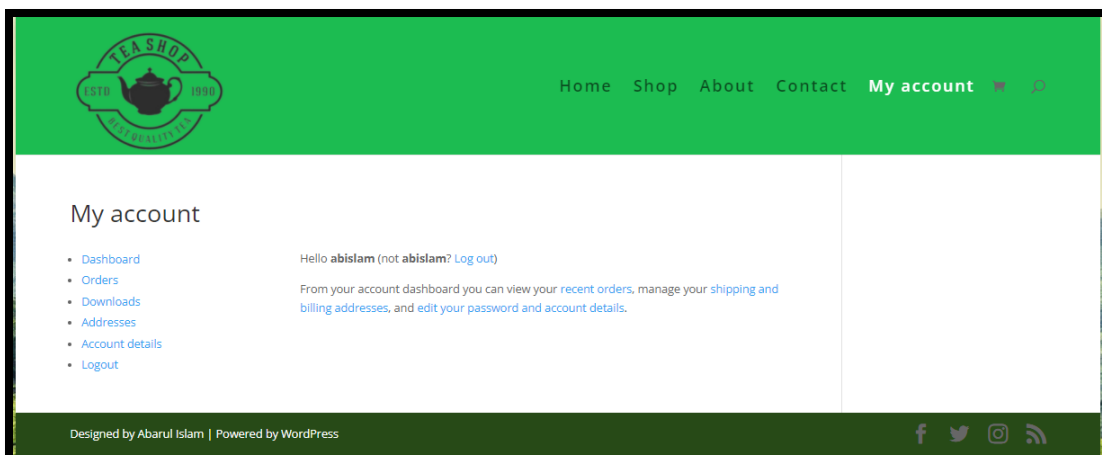 TEA SHOP
ESTD 1990
BEST QUALITY TEA
Home Shop About Contact My account
My account
Dashboard
Orders
Downloads
Addresses
Account details
Logout
Hello abislam (not abislam? Log out)
From your account dashboard you can view your recent orders, manage your shipping and
billing addresses, and edit your password and account details.
Designed by Abarul Islam | Powered by WordPress